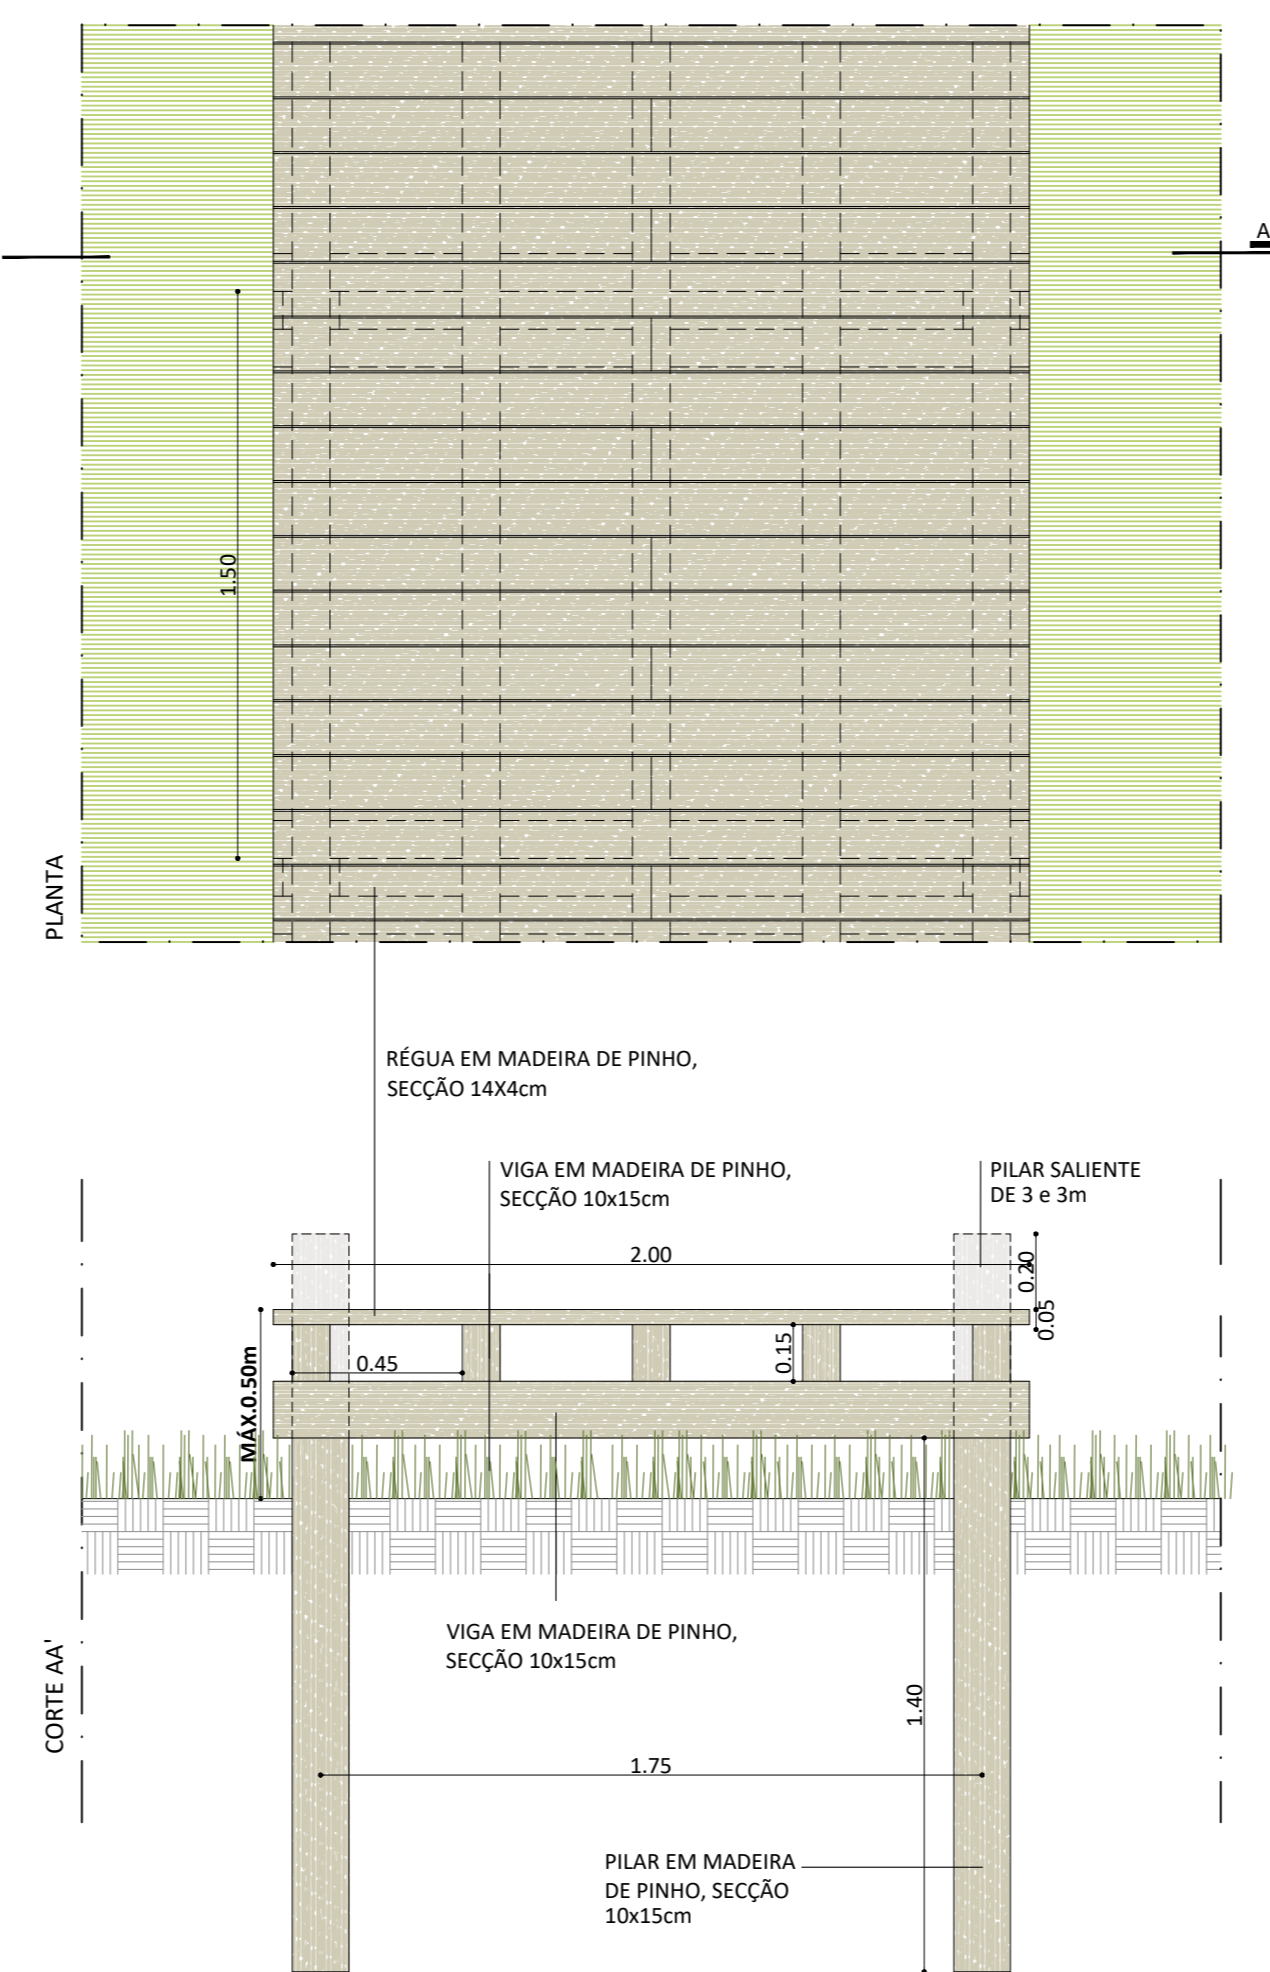 A
1.50
PLANTA
RÉGUA EM MADEIRA DE PINHO,
SECÇÃO 14X4cm
VIGA EM MADEIRA DE PINHO,
SECÇÃO 10x15cm
PILAR SALIENTE
DE 3 e 3m
2.00
0.20
0.05
0.15
0.45
MÁX.0.50m
VIGA EM MADEIRA DE PINHO,
SECÇÃO 10x15cm
CORTE AA'
1.40
1.75
PILAR EM MADEIRA
DE PINHO, SECÇÃO
10x15cm